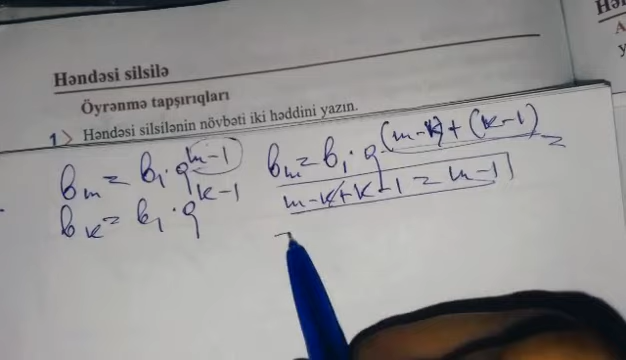 Həndəsi silsilə
Öyrənmə tapşırıqları
1> Həndəsi silsilənin növbəti iki həddini yazın.
bm = b1 · q^m-1
bk = b1 · q^k-1
bm = b1 · q^(m-k)+(k-1) =
m-k+k-1 = m-1
A